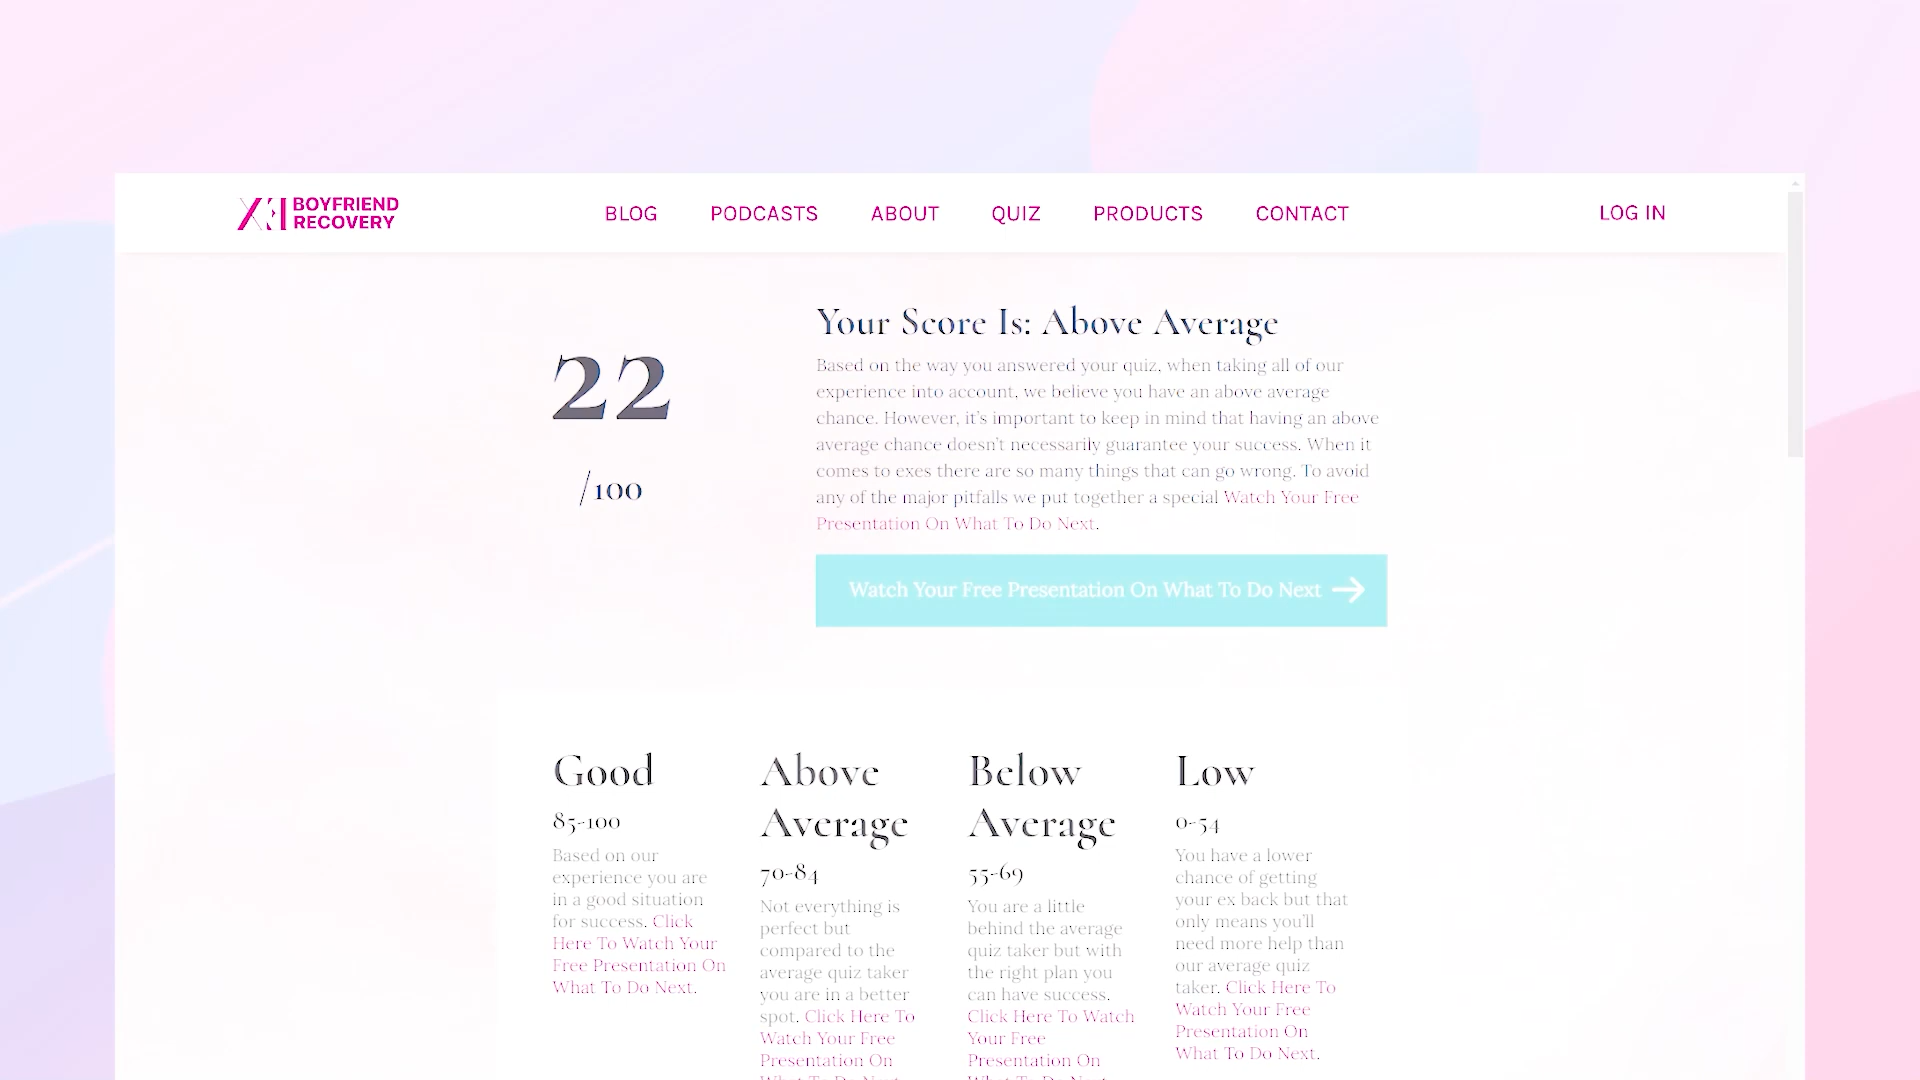 BOYFRIEND
RECOVERY
BLOG
PODCASTS
ABOUT
QUIZ
PRODUCTS
CONTACT
LOG IN
22
/100
Your Score Is: Above Average
Based on the way you answered your quiz, when taking all of our
experience into account, we believe you have an above average
chance. However, it's important to keep in mind that having an above
average chance doesn't necessarily guarantee your success. When it
comes to exes there are so many things that can go wrong. To avoid
any of the major pitfalls we put together a special Watch Your Free
Presentation On What To Do Next.
Watch Your Free Presentation On What To Do Next
Good
85-100
Based on our
experience you are
in a good situation
for success. Click
Here To Watch Your
Free Presentation On
What To Do Next.
Above
Average
70-84
Not everything is
perfect but
compared to the
average quiz taker
you are in a better
spot. Click Here To
Watch Your Free
Presentation On
What To Do Next
Below
Average
55-69
You are a little
behind the average
quiz taker but with
the right plan you
can have success.
Click Here To Watch
Your Free
Presentation On
What To Do Next
Low
0-54
You have a lower
chance of getting
your ex back but that
only means you'll
need more help than
our average quiz
taker. Click Here To
Watch Your Free
Presentation On
What To Do Next.